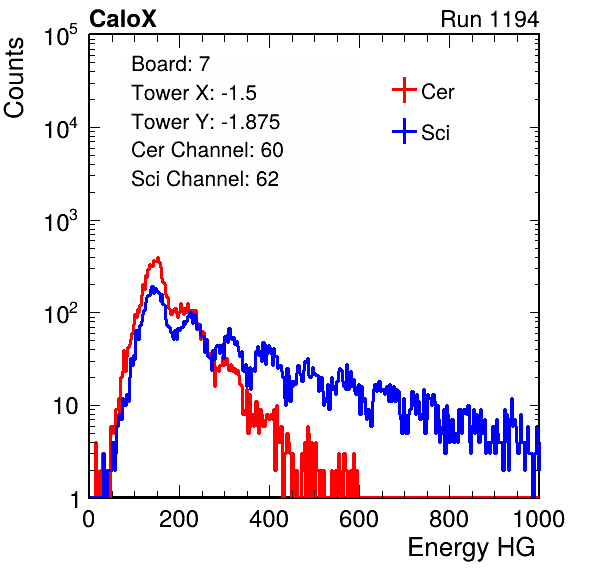 CaloX Run 1194
Board: 7
Tower X: -1.5
Tower Y: -1.875
Cer Channel: 60
Sci Channel: 62
Cer
Sci
Counts
10^5
10^4
10^3
10^2
10
1
0 200 400 600 800 1000
Energy HG